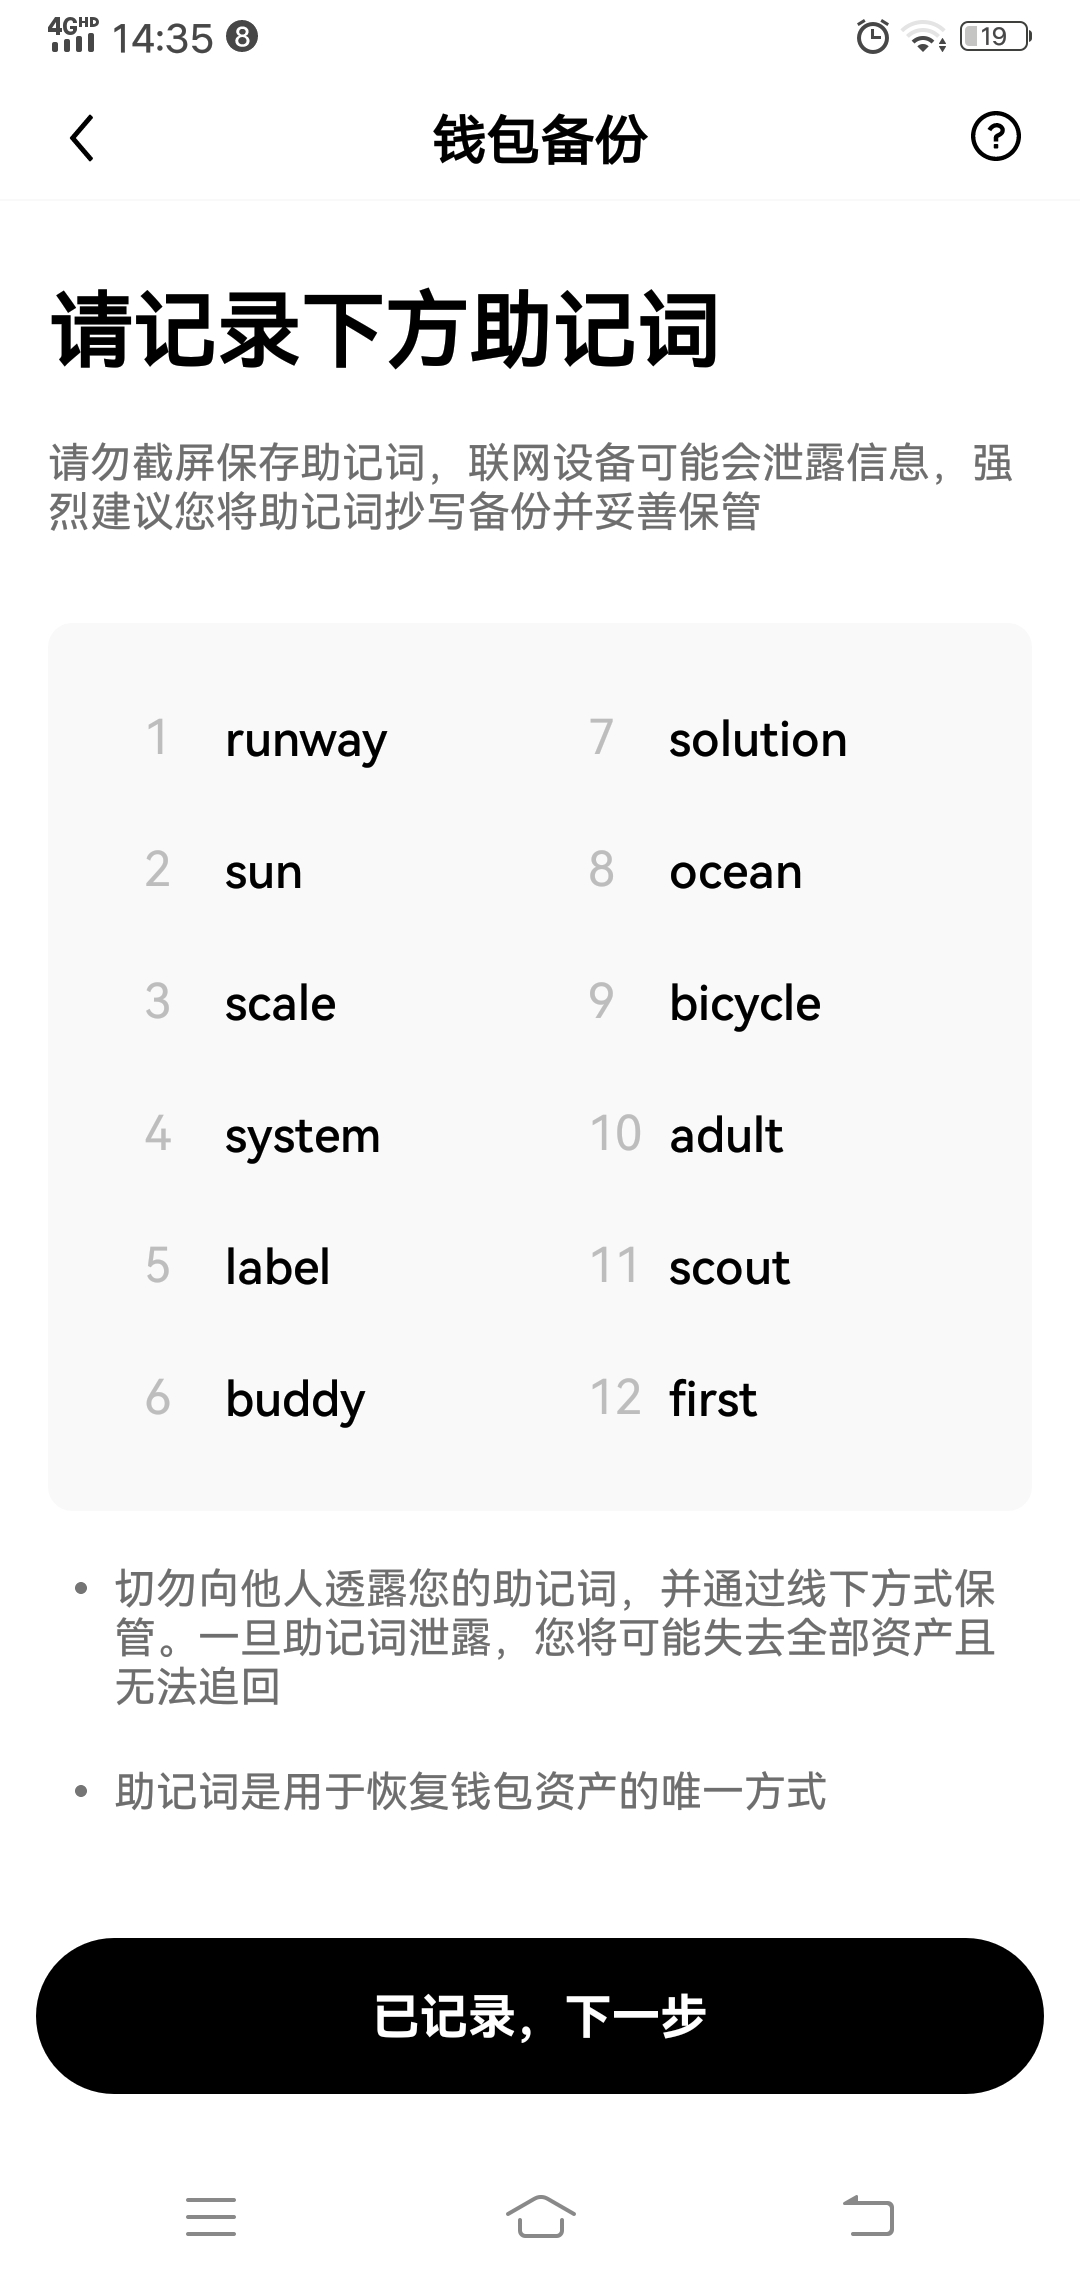 4GHD 14:35 8 19
钱包备份
请记录下方助记词
请勿截屏保存助记词，联网设备可能会泄露信息，强
烈建议您将助记词抄写备份并妥善保管
1 runway 7 solution
2 sun 8 ocean
3 scale 9 bicycle
4 system 10 adult
5 label 11 scout
6 buddy 12 first
• 切勿向他人透露您的助记词，并通过线下方式保
管。一旦助记词泄露，您将可能失去全部资产且
无法追回
• 助记词是用于恢复钱包资产的唯一方式
已记录，下一步